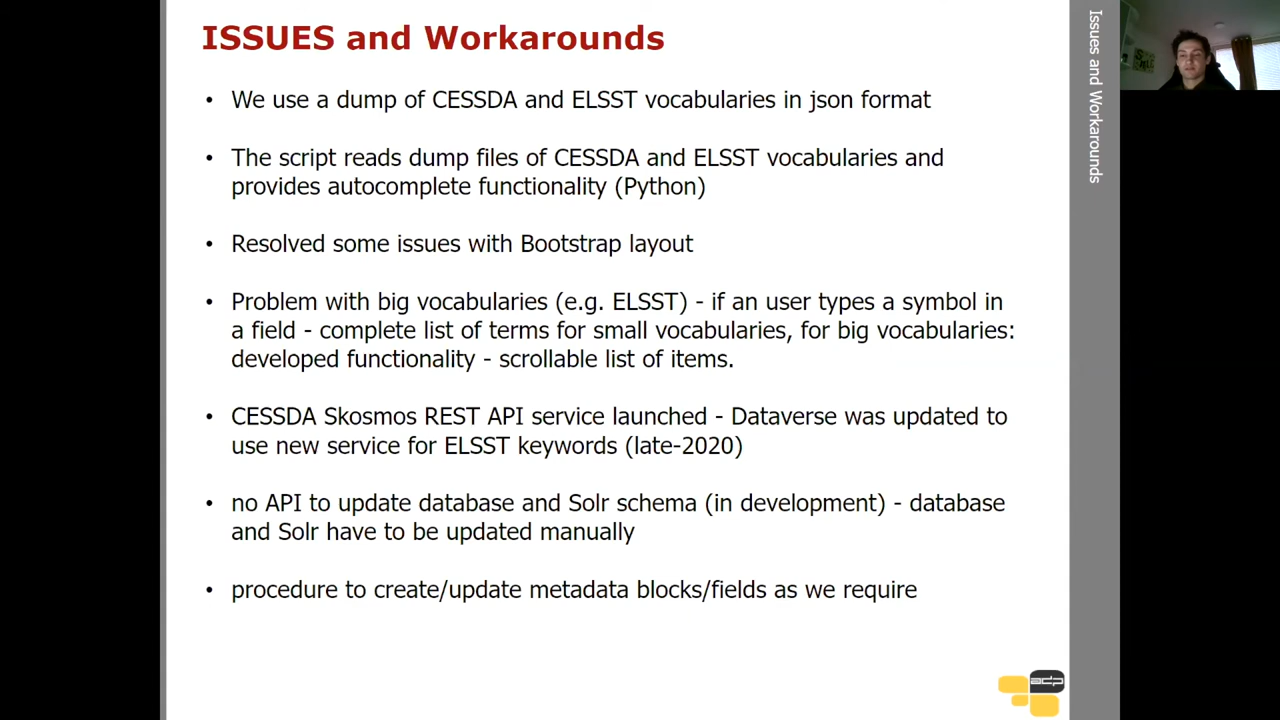 ISSUES and Workarounds
• We use a dump of CESSDA and ELSST vocabularies in json format
• The script reads dump files of CESSDA and ELSST vocabularies and
provides autocomplete functionality (Python)
• Resolved some issues with Bootstrap layout
• Problem with big vocabularies (e.g. ELSST) - if an user types a symbol in
a field - complete list of terms for small vocabularies, for big vocabularies:
developed functionality - scrollable list of items.
• CESSDA Skosmos REST API service launched - Dataverse was updated to
use new service for ELSST keywords (late-2020)
• no API to update database and Solr schema (in development) - database
and Solr have to be updated manually
• procedure to create/update metadata blocks/fields as we require
Issues and Workarounds
adp